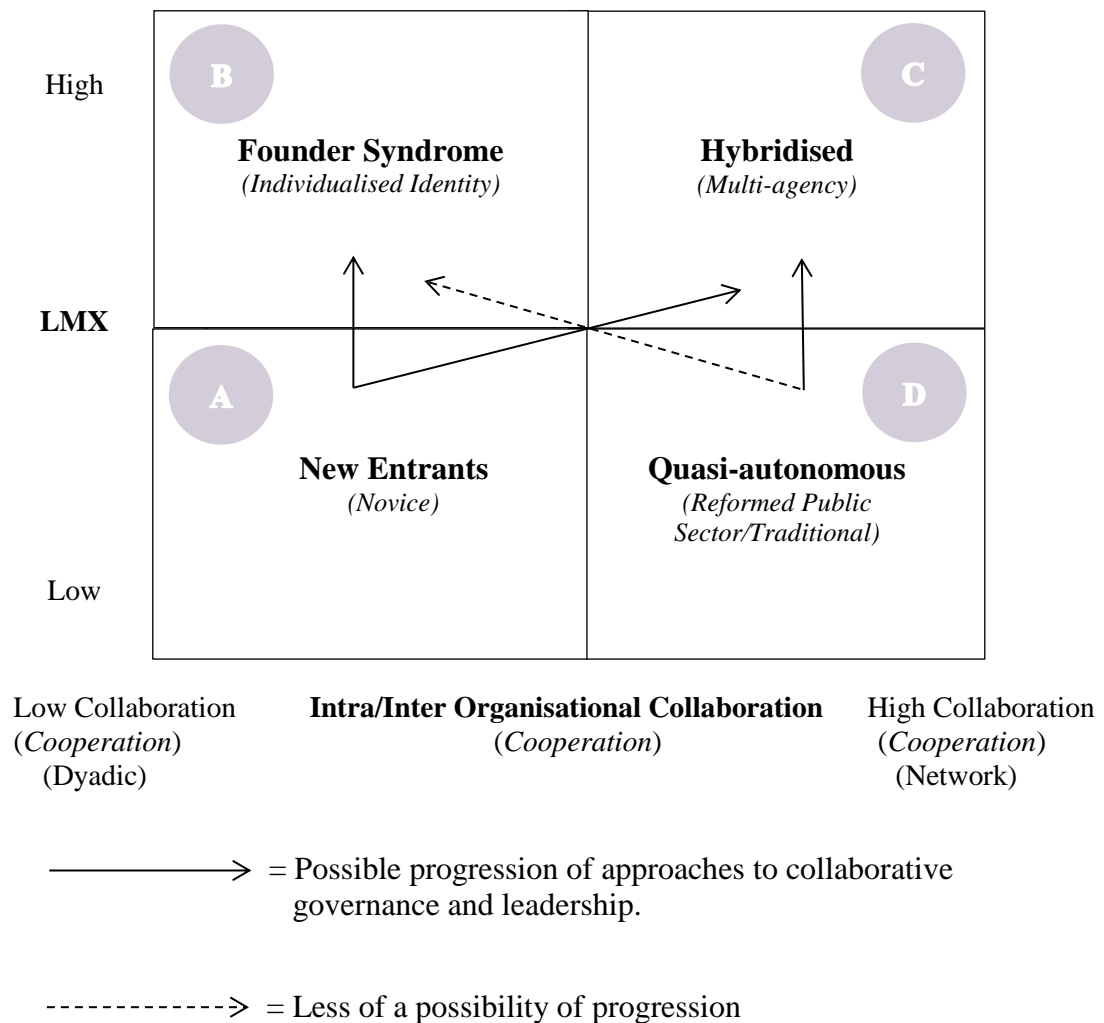 High
B
C
Founder Syndrome
(Individualised Identity)
Hybridised
(Multi-agency)
LMX
A
D
New Entrants
(Novice)
Quasi-autonomous
(Reformed Public
Sector/Traditional)
Low
Low Collaboration
(Cooperation)
(Dyadic)
Intra/Inter Organisational Collaboration
(Cooperation)
High Collaboration
(Cooperation)
(Network)
= Possible progression of approaches to collaborative
governance and leadership.
= Less of a possibility of progression